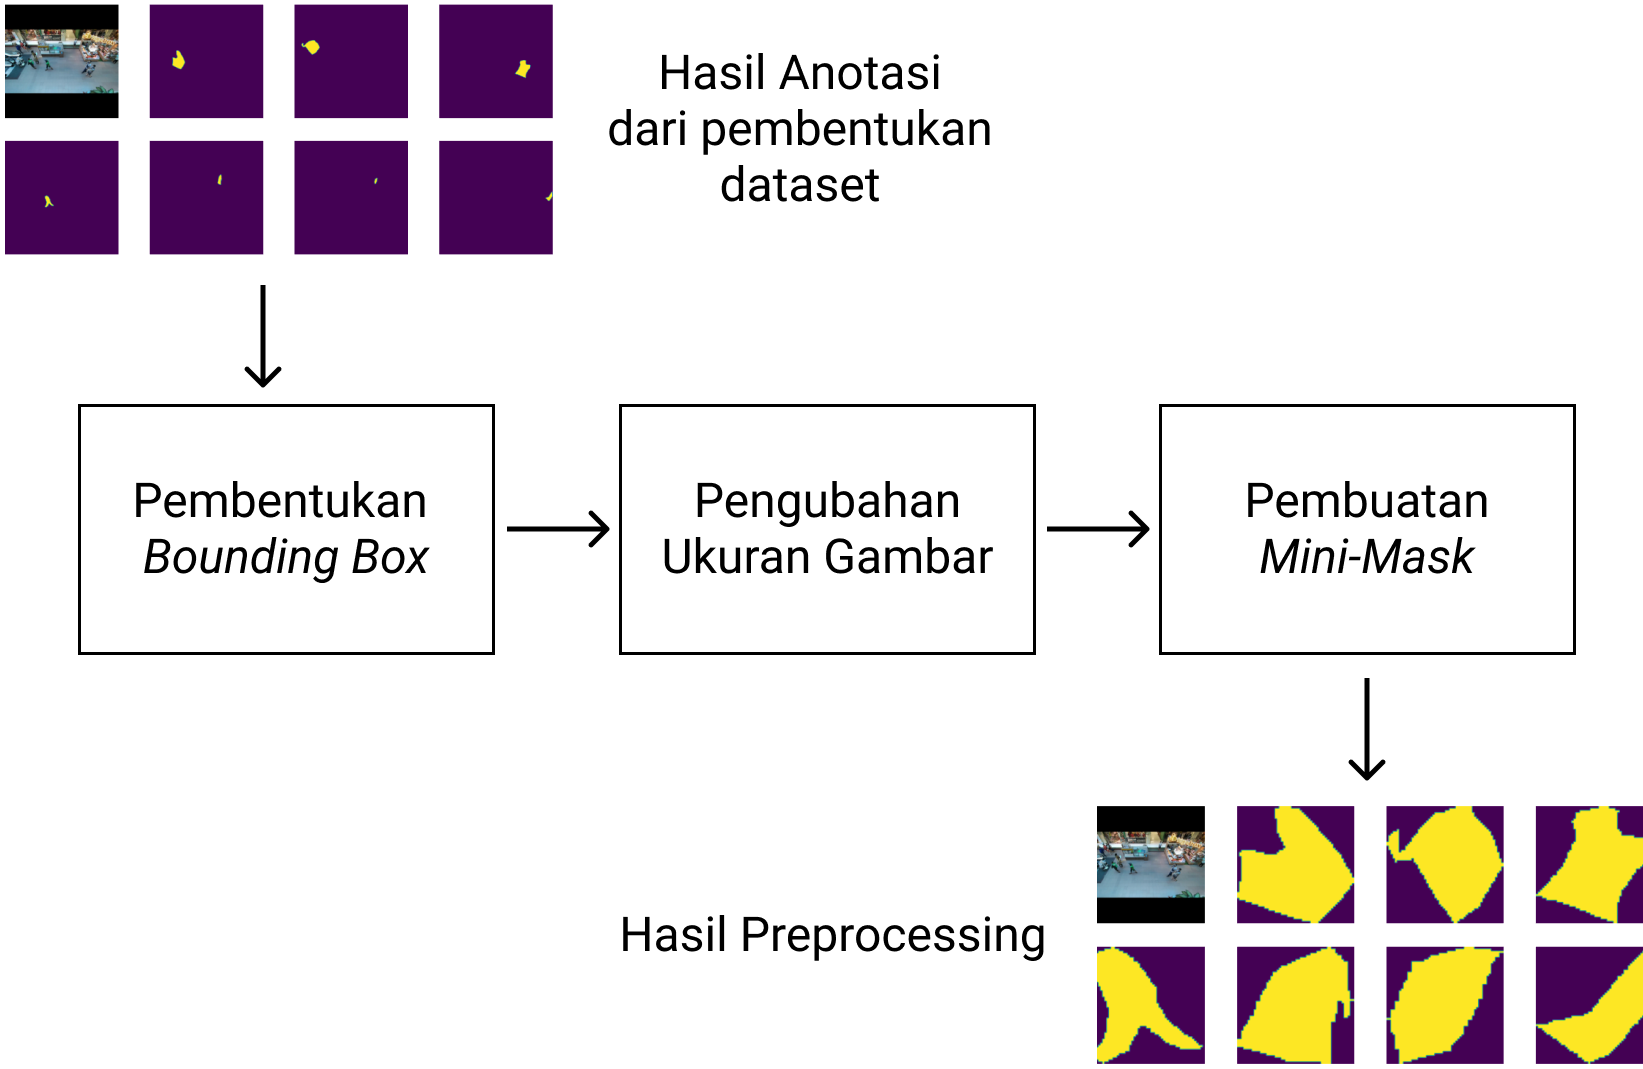 Hasil Anotasi
dari pembentukan
dataset
Pembentukan
Bounding Box
Pengubahan
Ukuran Gambar
Pembuatan
Mini-Mask
Hasil Preprocessing